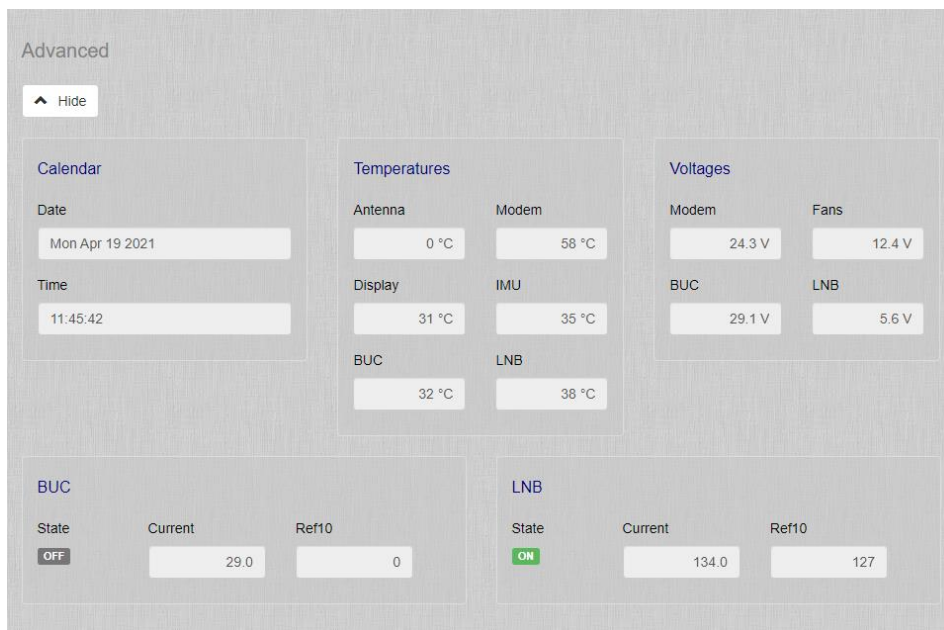 Advanced
Hide
Calendar
Date
Mon Apr 19 2021
Time
11:45:42
Temperatures
Antenna Modem
0 °C 58 °C
Display IMU
31 °C 35 °C
BUC LNB
32 °C 38 °C
Voltages
Modem Fans
24.3 V 12.4 V
BUC LNB
29.1 V 5.6 V
BUC
State Current Ref10
OFF 29.0 0
LNB
State Current Ref10
ON 134.0 127